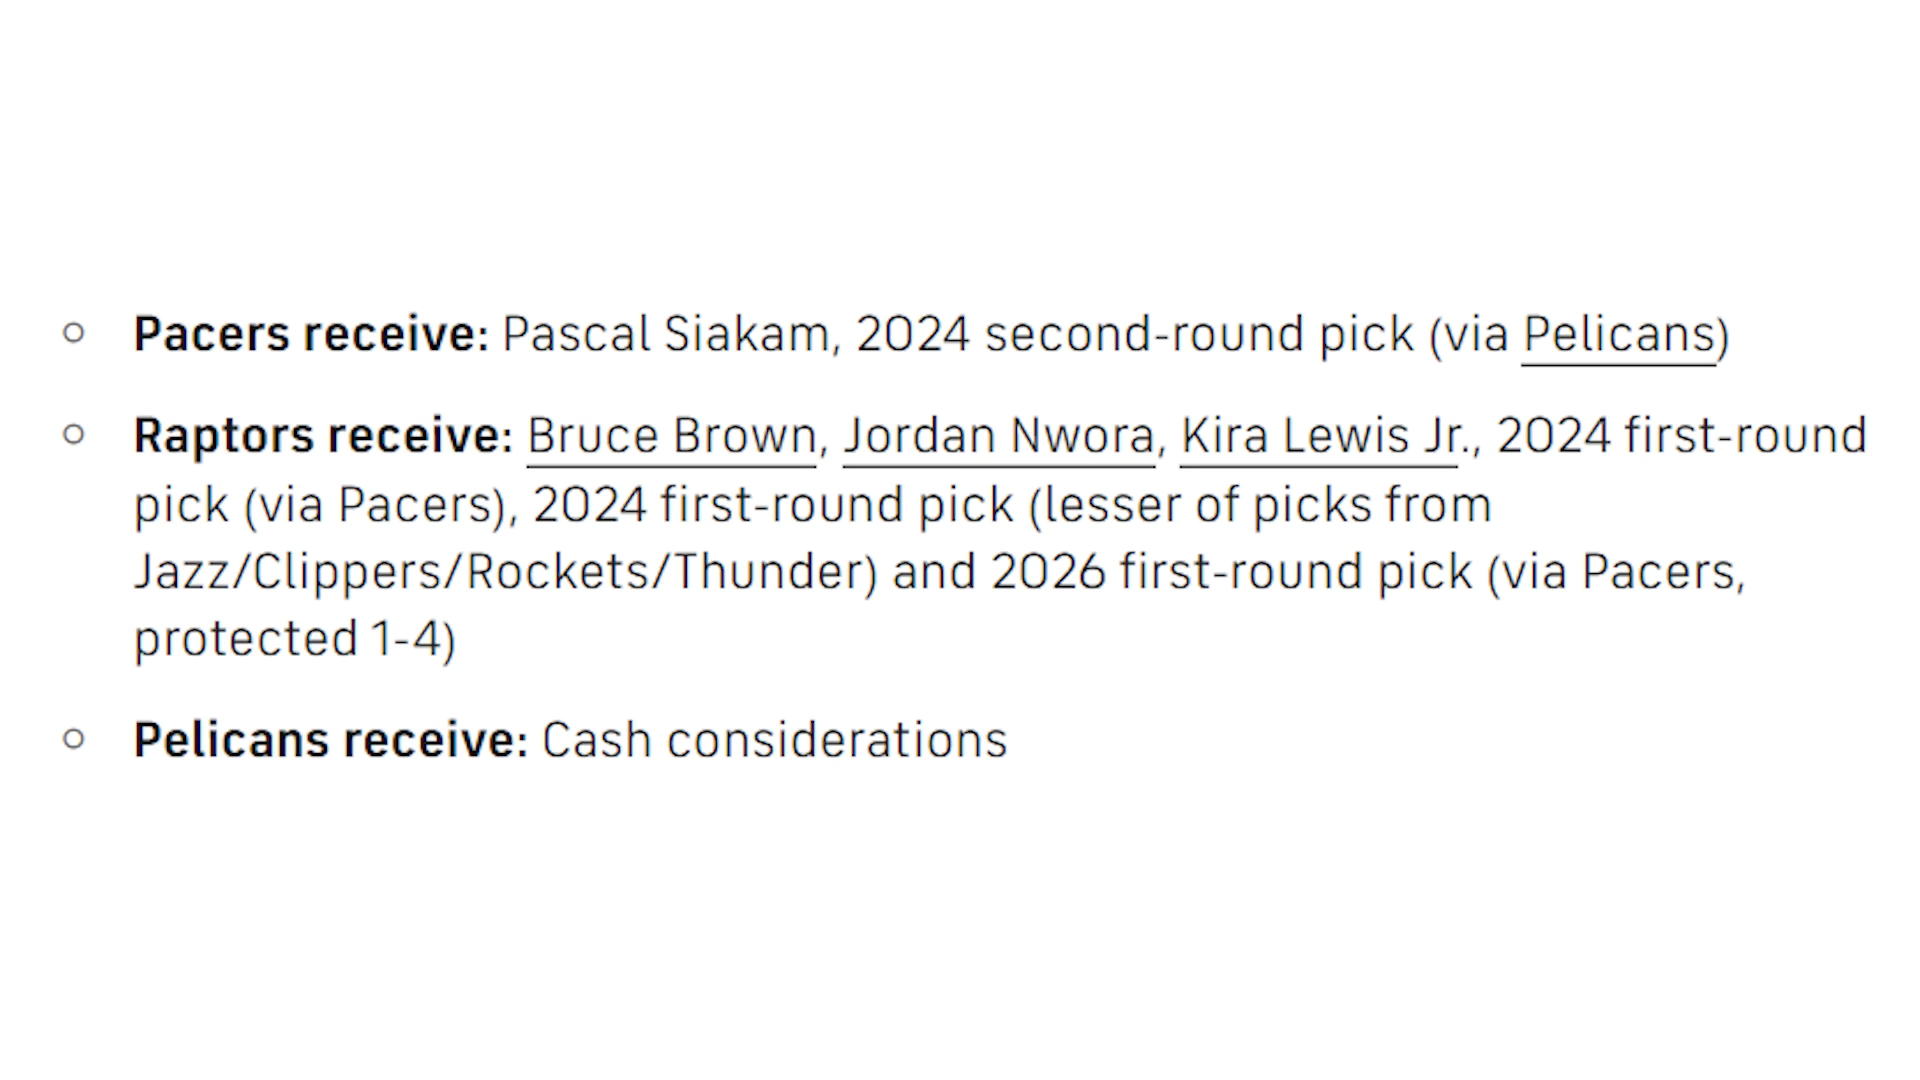 Pacers receive: Pascal Siakam, 2024 second-round pick (via Pelicans)
Raptors receive: Bruce Brown, Jordan Nwora, Kira Lewis Jr., 2024 first-round
pick (via Pacers), 2024 first-round pick (lesser of picks from
Jazz/Clippers/Rockets/Thunder) and 2026 first-round pick (via Pacers,
protected 1-4)
Pelicans receive: Cash considerations